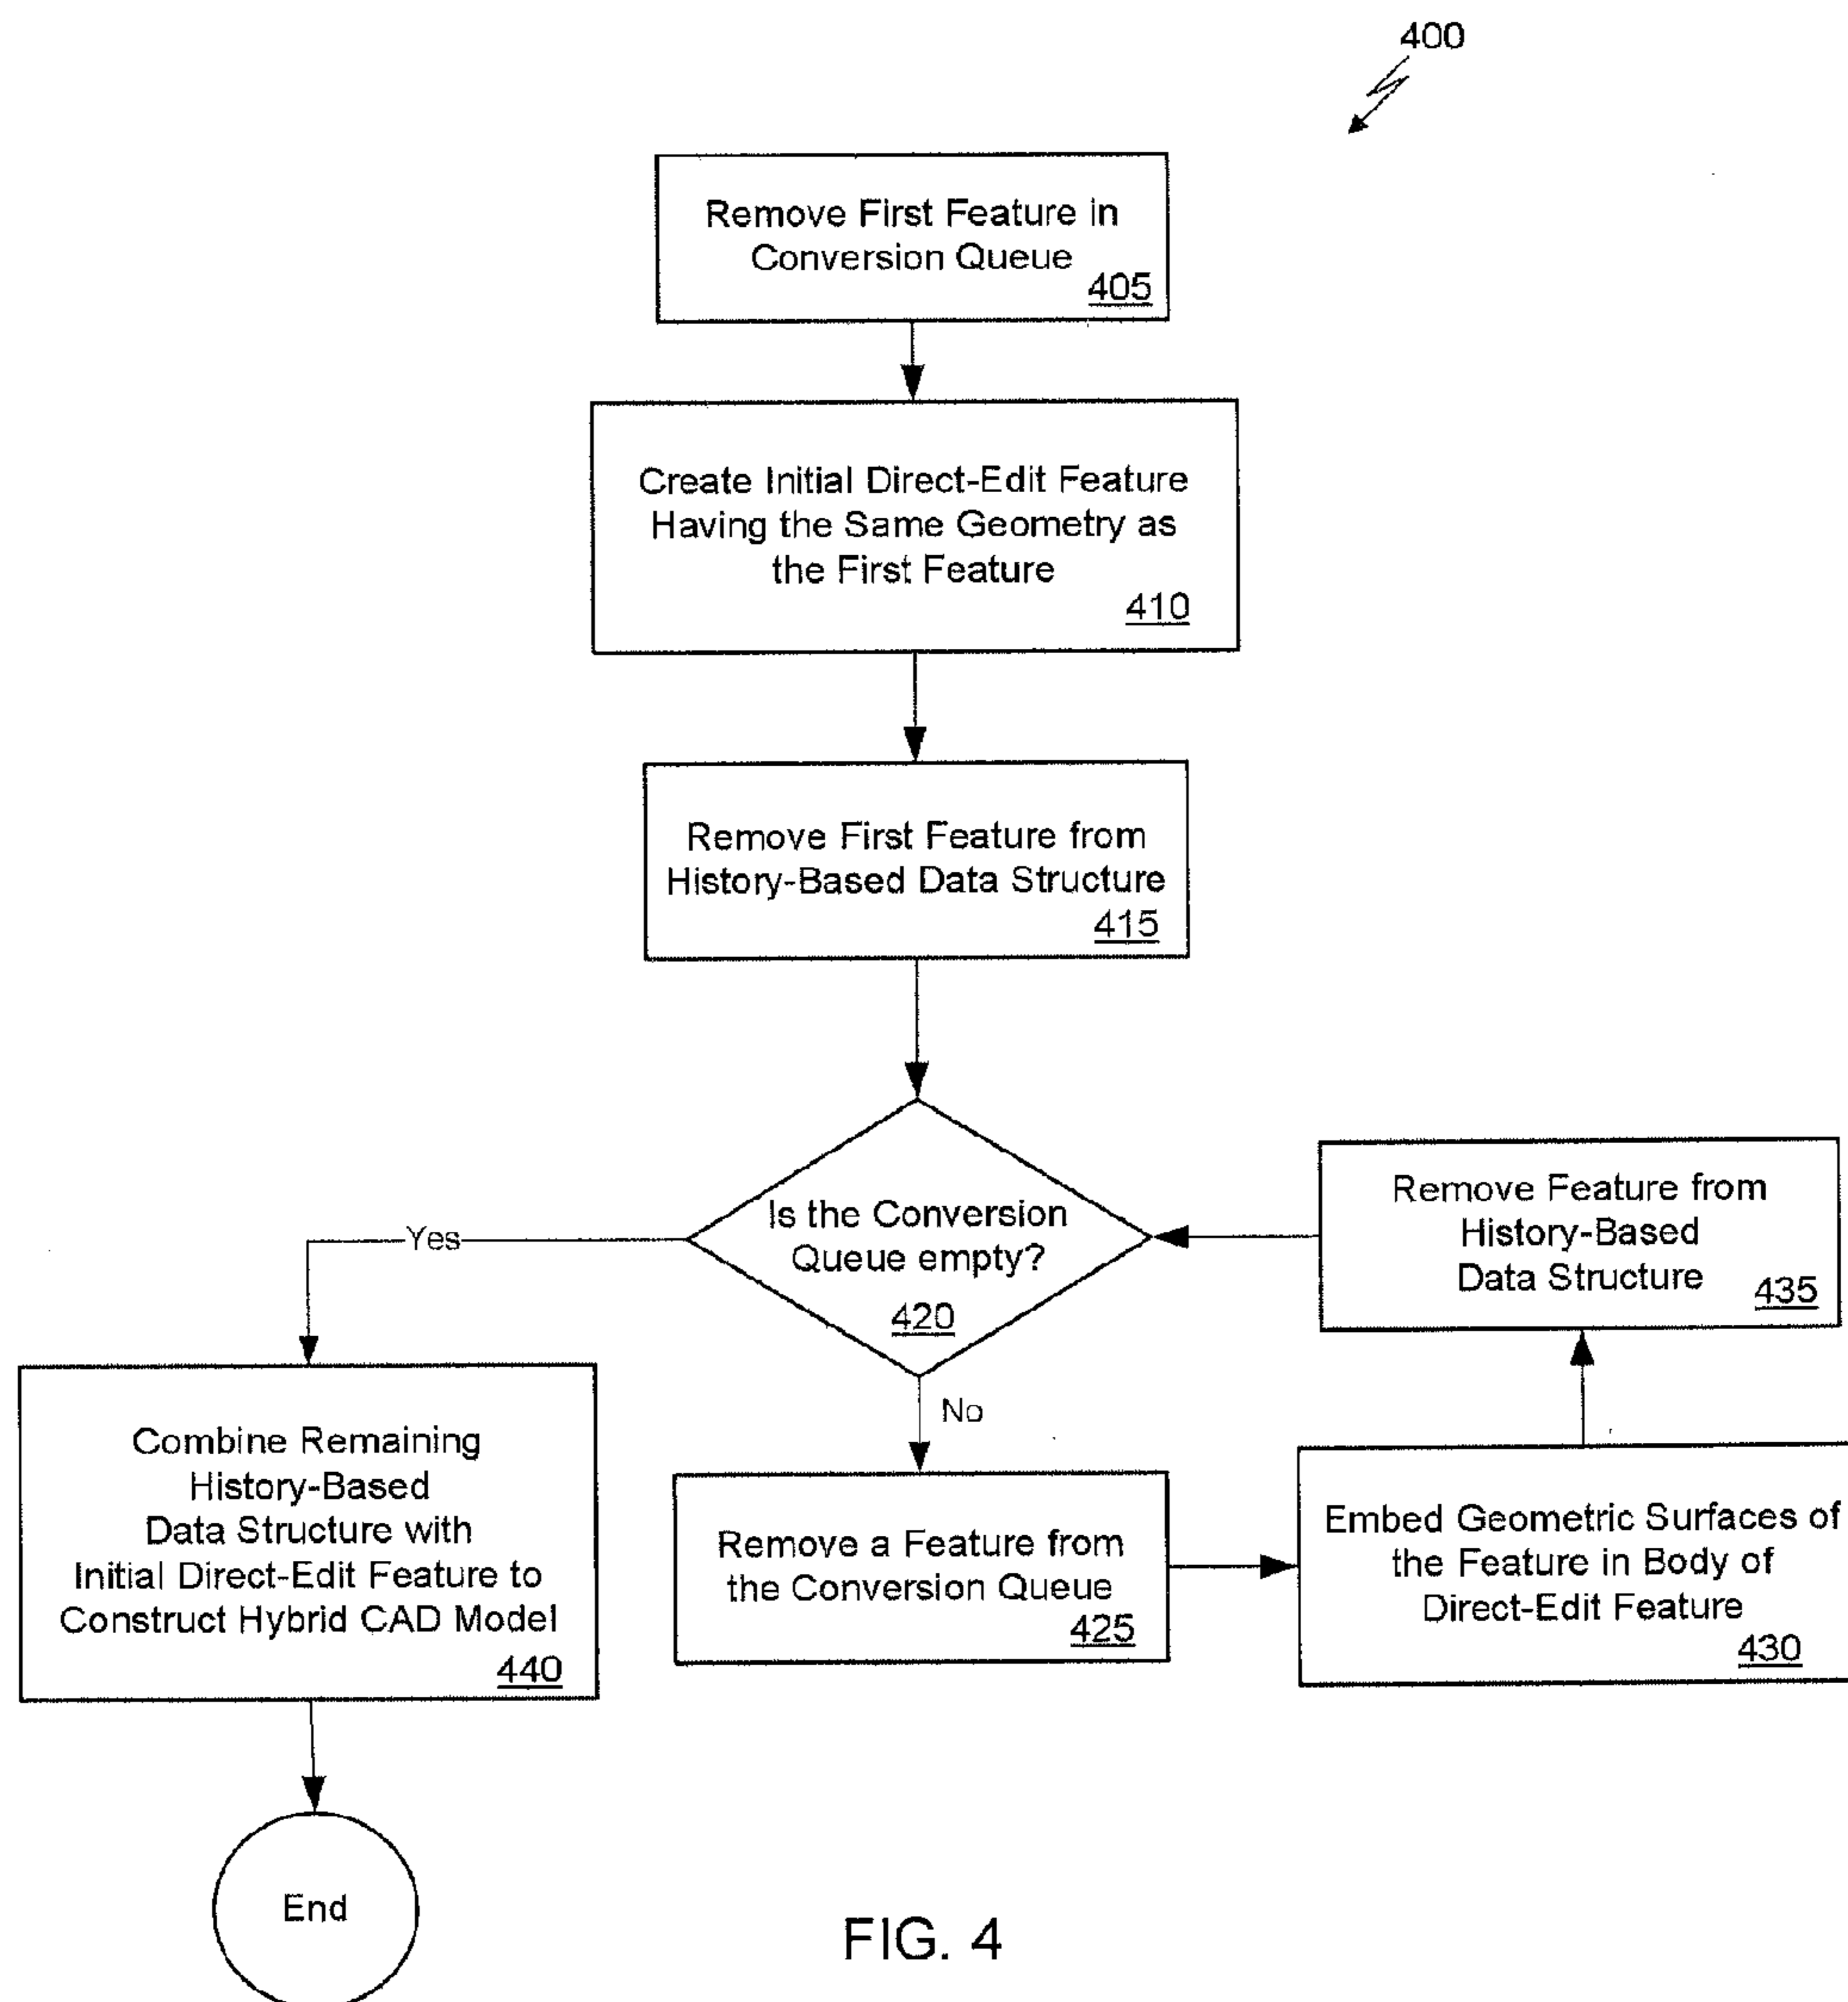 400
Remove First Feature in
Conversion Queue
405
Create Initial Direct-Edit Feature
Having the Same Geometry as
the First Feature
410
Remove First Feature from
History-Based Data Structure
415
Is the Conversion
Queue empty?
420
Yes
No
Remove a Feature from
the Conversion Queue
425
Embed Geometric Surfaces of
the Feature in Body of
Direct-Edit Feature
430
Remove Feature from
History-Based
Data Structure
435
Combine Remaining
History-Based
Data Structure with
Initial Direct-Edit Feature to
Construct Hybrid CAD Model
440
End
FIG. 4